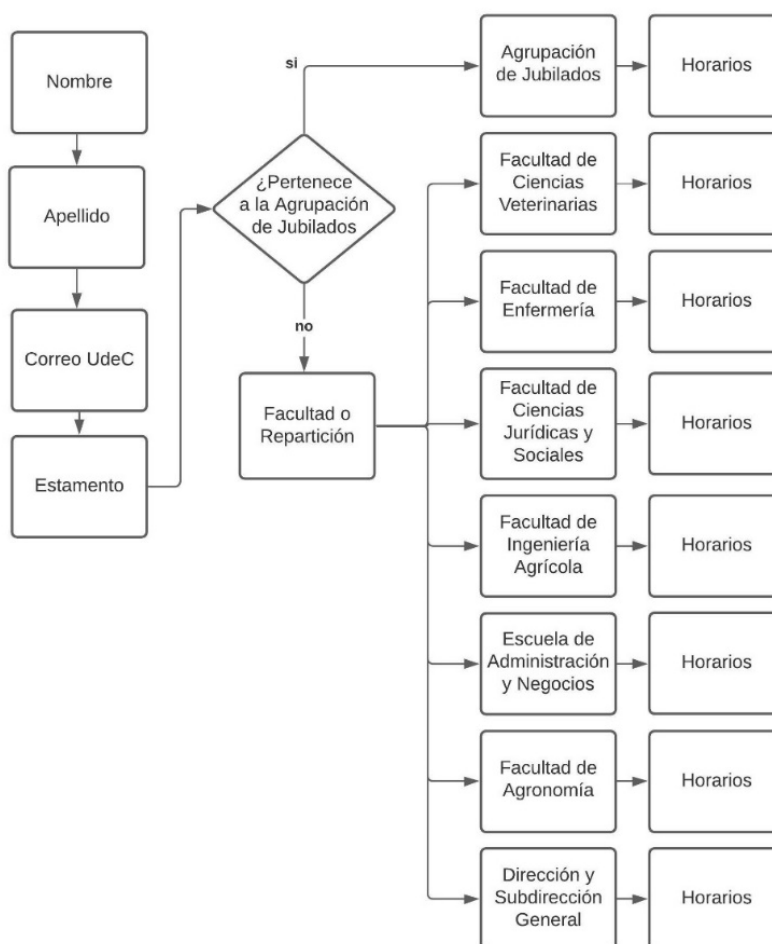 Nombre
Apellido
Correo UdeC
Estamento
si
¿Pertenece
a la Agrupación
de Jubilados
no
Facultad o
Repartición
Agrupación
de Jubilados
Horarios
Facultad de
Ciencias
Veterinarias
Horarios
Facultad de
Enfermería
Horarios
Facultad de
Ciencias
Jurídicas y
Sociales
Horarios
Facultad de
Ingeniería
Agrícola
Horarios
Escuela de
Administración
y Negocios
Horarios
Facultad de
Agronomía
Horarios
Dirección y
Subdirección
General
Horarios